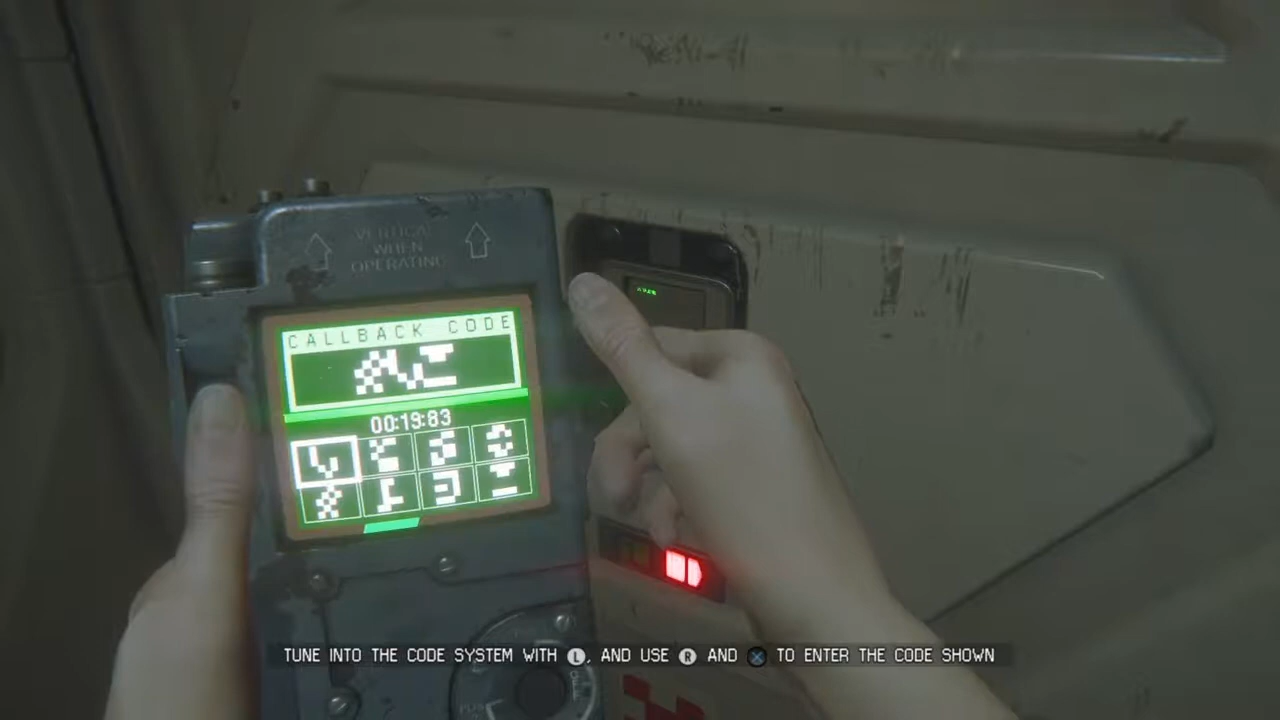 VERTICAL
WHEN
OPERATING
CALLBACK CODE
00:19:83
TUNE INTO THE CODE SYSTEM WITH L, AND USE R AND X TO ENTER THE CODE SHOWN